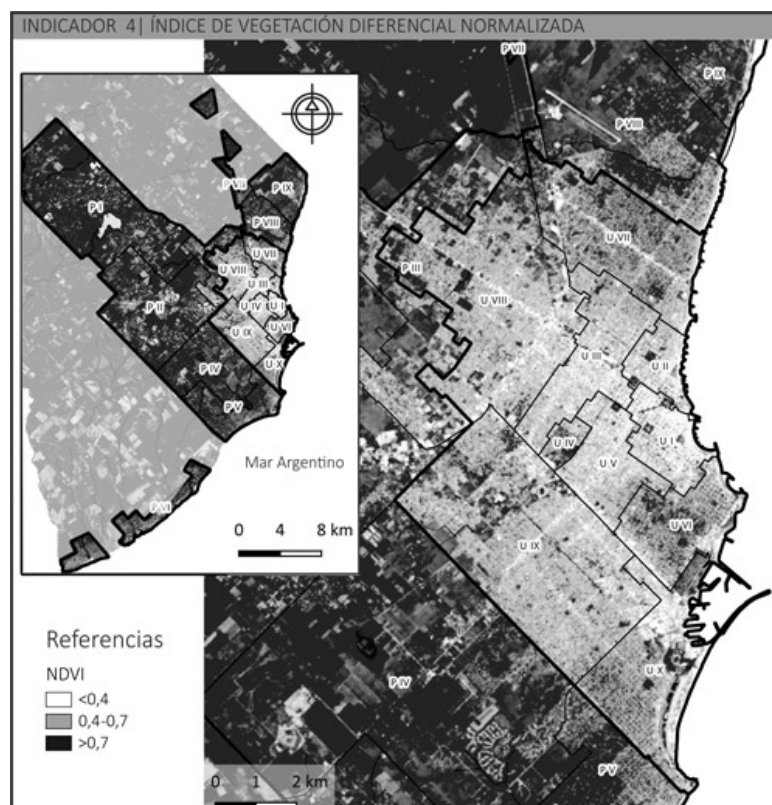 INDICADOR 4| ÍNDICE DE VEGETACIÓN DIFERENCIAL NORMALIZADA
P VII
P IX
P VIII
U VII
P III
U VIII
U III
U II
U IV
U I
U V
U VI
U IX
U X
P IV
P V
P I
P VII
P IX
P VIII
U VII
U VIII
U III
P II
U IV
U I
U VI
U IX
U X
P IV
P V
P VI
Mar Argentino
0 4 8 km
Referencias
NDVI
<0,4
0,4-0,7
>0,7
0 1 2 km